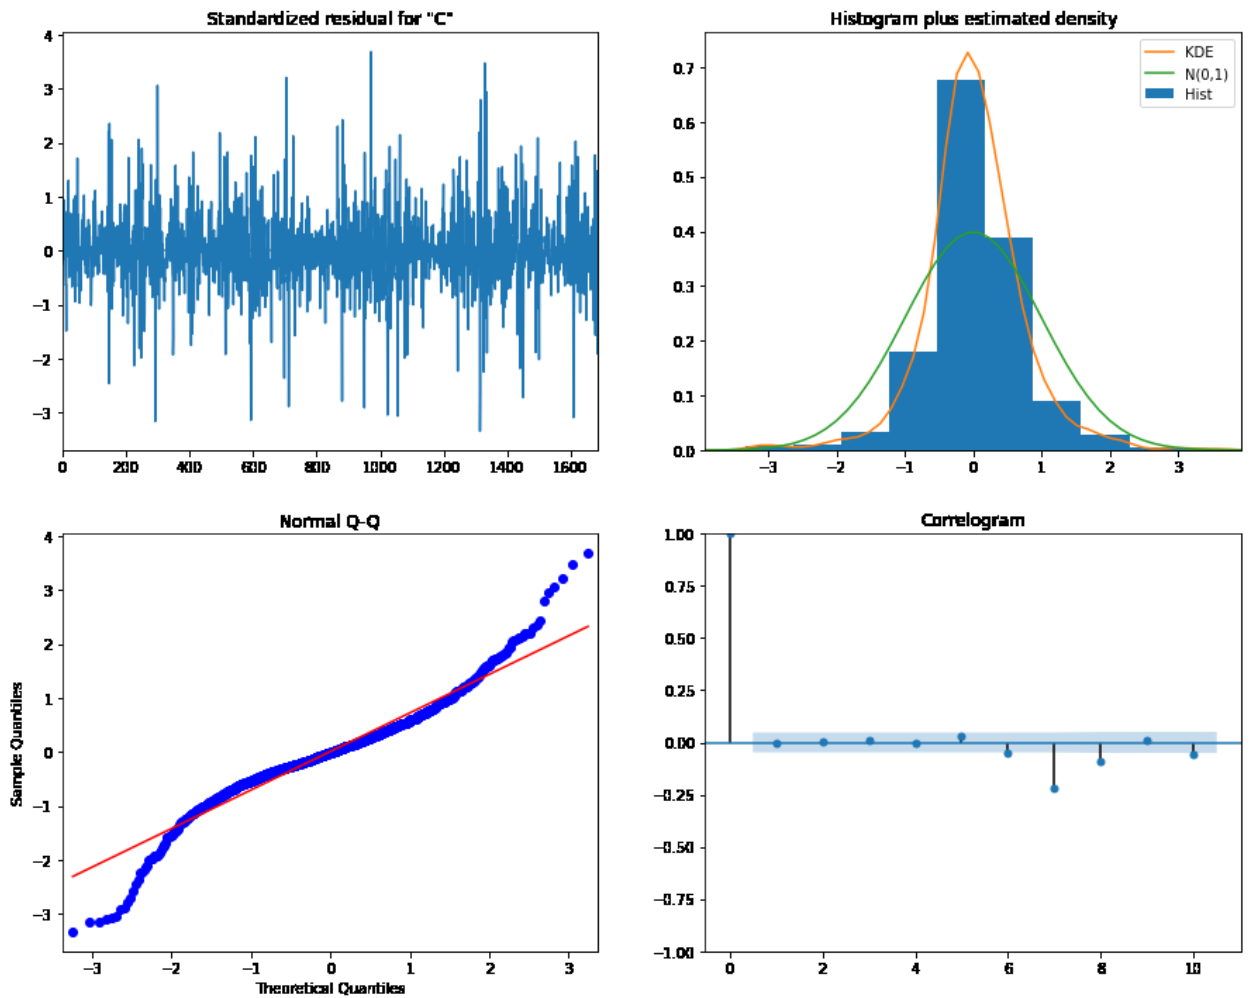 Standardized residual for "C"
4
3
2
1
0
−1
−2
−3
0 200 400 600 800 1000 1200 1400 1600
Histogram plus estimated density
KDE
N(0,1)
Hist
0.7
0.6
0.5
0.4
0.3
0.2
0.1
0.0
−3 −2 −1 0 1 2 3
Normal Q-Q
Sample Quantiles
4
3
2
1
0
−1
−2
−3
−3 −2 −1 0 1 2 3
Theoretical Quantiles
Correlogram
1.00
0.75
0.50
0.25
0.00
−0.25
−0.50
−0.75
−1.00
0 2 4 6 8 10